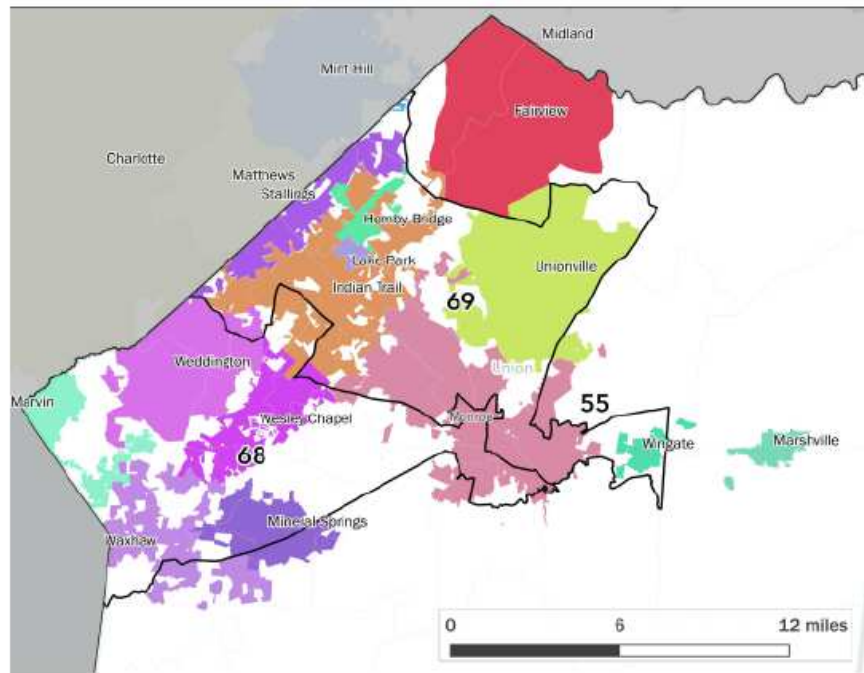 Midland
Mint Hill
Fairview
Charlotte
Matthews
Stallings
Hemby Bridge
Lake Park
Unionville
Indian Trail
69
Union
Weddington
Marvin
55
Wesley Chapel
Monroe
Wingate
Marshville
68
Mineral Springs
Waxhaw
0 6 12 miles